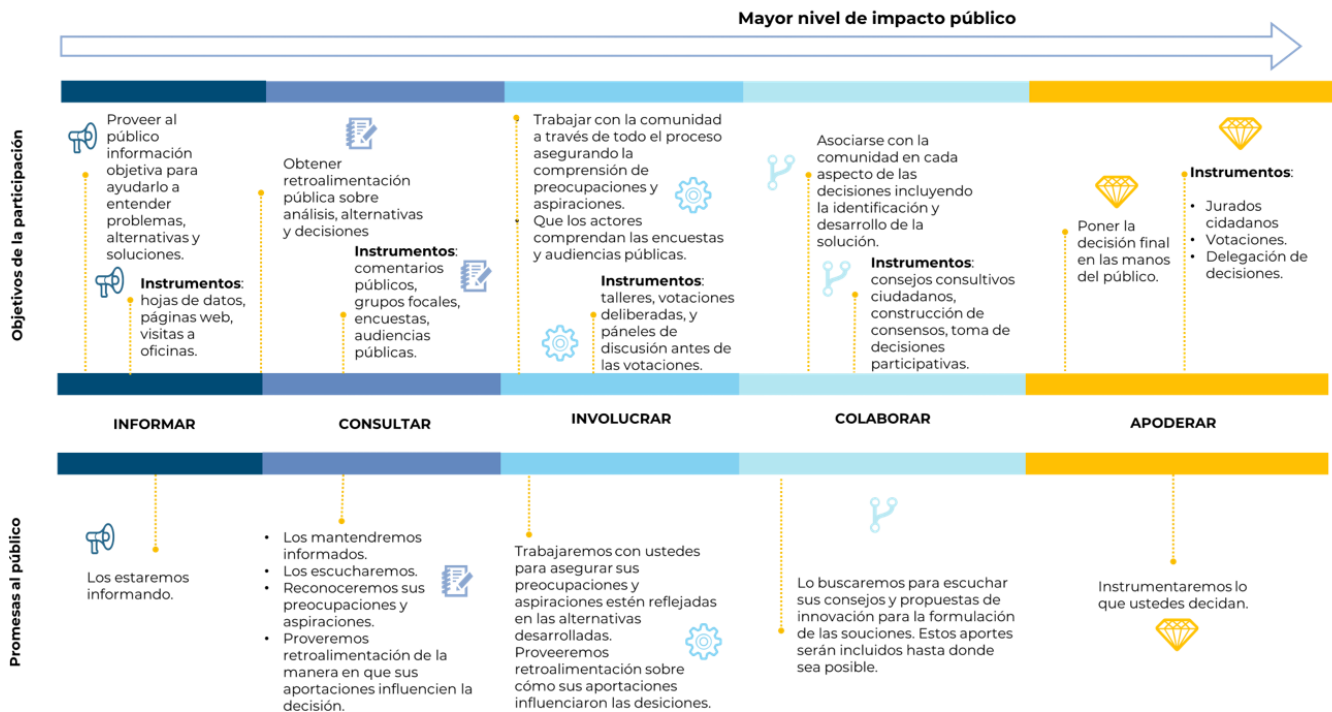 Mayor nivel de impacto público
Objetivos de la participación
Proveer al
público
información
objetiva para
ayudarlo a
entender
problemas,
alternativas y
soluciones.
Instrumentos:
hojas de datos,
páginas web,
visitas a
oficinas.
Obtener
retroalimentación
pública sobre
análisis, alternativas
y decisiones
Instrumentos:
comentarios
públicos,
grupos focales,
encuestas,
audiencias
públicas.
• Trabajar con la comunidad
a través de todo el proceso
asegurando la
comprensión de
preocupaciones y
aspiraciones.
• Que los actores
comprendan las encuestas
y audiencias públicas.
Instrumentos:
talleres, votaciones
deliberadas, y
páneles de
discusión antes de
las votaciones.
Asociarse con la
comunidad en cada
aspecto de las
decisiones incluyendo
la identificación y
desarrollo de la
solución.
Instrumentos:
consejos consultivos
ciudadanos,
construcción de
consensos, toma de
decisiones
participativas.
Poner la
decisión final
en las manos
del público.
Instrumentos:
• Jurados
ciudadanos
• Votaciones.
• Delegación de
decisiones.
INFORMAR
CONSULTAR
INVOLUCRAR
COLABORAR
APODERAR
Promesas al público
Los estaremos
informando.
• Los mantendremos
informados.
• Los escucharemos.
• Reconoceremos sus
preocupaciones y
aspiraciones.
• Proveremos
retroalimentación de la
manera en que sus
aportaciones influencien la
decisión.
Trabajaremos con ustedes
para asegurar sus
preocupaciones y
aspiraciones estén reflejadas
en las alternativas
desarrolladas.
Proveeremos
retroalimentación sobre
cómo sus aportaciones
influenciaron las desiciones.
Lo buscaremos para escuchar
sus consejos y propuestas de
innovación para la formulación
de las souciones. Estos aportes
serán incluidos hasta donde
sea posible.
Instrumentaremos lo
que ustedes decidan.